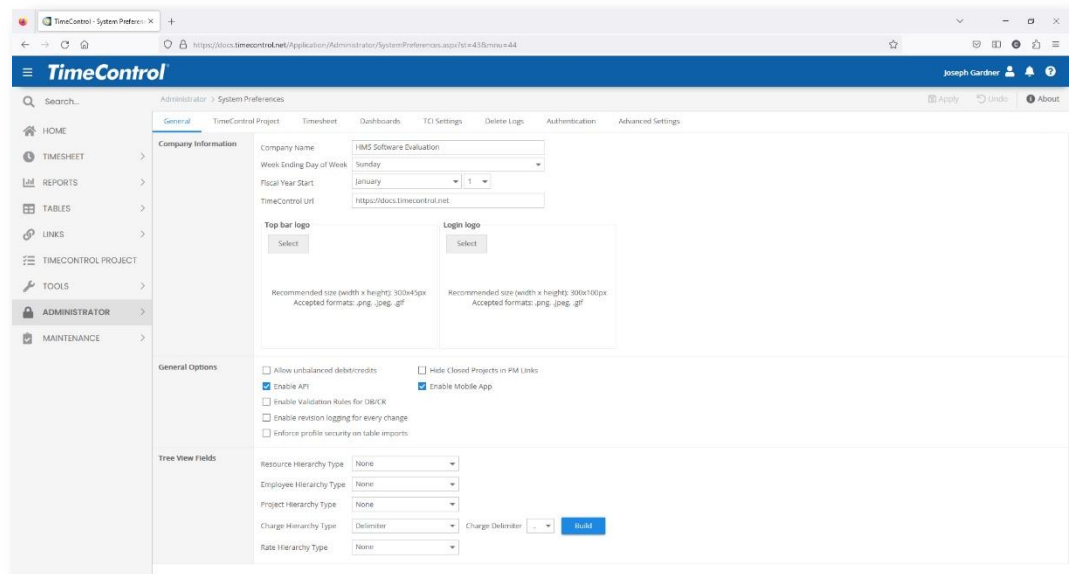 TimeControl - System Preferen
https://docs.timecontrol.net/Application/Administrator/SystemPreferences.aspx?st=43&mnu=44
TimeControl
Joseph Gardner
Search...
Administrator > System Preferences
Apply
Undo
About
HOME
TIMESHEET
REPORTS
TABLES
LINKS
TIMECONTROL PROJECT
TOOLS
ADMINISTRATOR
MAINTENANCE
General
TimeControl Project
Timesheet
Dashboards
TCI Settings
Delete Logs
Authentication
Advanced Settings
Company Information
Company Name HMS Software Evaluation
Week Ending Day of Week Sunday
Fiscal Year Start January 1
TimeControl Url https://docs.timecontrol.net
Top bar logo
Select
Recommended size (width x height): 300x45px
Accepted formats: .png, .jpeg, .gif
Login logo
Select
Recommended size (width x height): 300x100px
Accepted formats: .png, .jpeg, .gif
General Options
Allow unbalanced debit/credits
Hide Closed Projects in PM Links
Enable API
Enable Mobile App
Enable Validation Rules for DB/CR
Enable revision logging for every change
Enforce profile security on table imports
Tree View Fields
Resource Hierarchy Type None
Employee Hierarchy Type None
Project Hierarchy Type None
Charge Hierarchy Type Delimiter Charge Delimiter . Build
Rate Hierarchy Type None